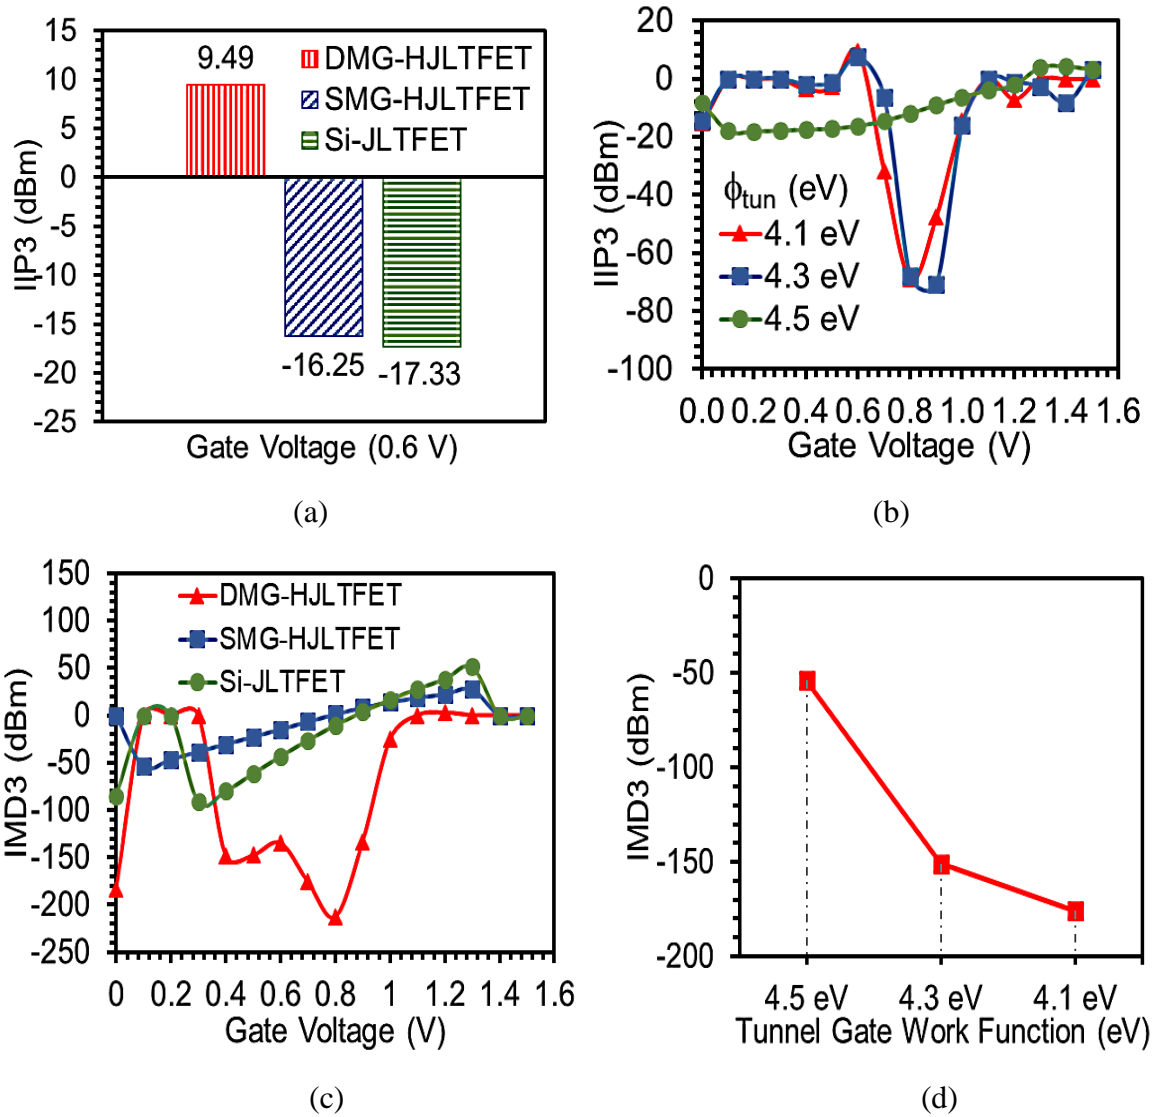 15
10
5
0
-5
-10
-15
-20
-25
IIP3 (dBm)
9.49
DMG-HJLTFET
SMG-HJLTFET
Si-JLTFET
-16.25
-17.33
Gate Voltage (0.6 V)
(a)
20
0
-20
-40
-60
-80
-100
IIP3 (dBm)
ϕtun (eV)
4.1 eV
4.3 eV
4.5 eV
0.0 0.2 0.4 0.6 0.8 1.0 1.2 1.4 1.6
Gate Voltage (V)
(b)
150
100
50
0
-50
-100
-150
-200
-250
IMD3 (dBm)
DMG-HJLTFET
SMG-HJLTFET
Si-JLTFET
0 0.2 0.4 0.6 0.8 1 1.2 1.4 1.6
Gate Voltage (V)
(c)
0
-50
-100
-150
-200
IMD3 (dBm)
4.5 eV 4.3 eV 4.1 eV
Tunnel Gate Work Function (eV)
(d)